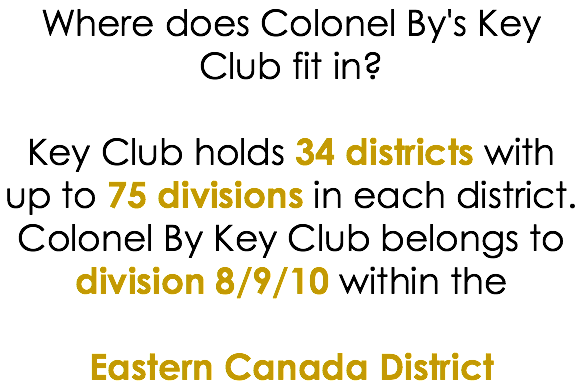 Where does Colonel By's Key
Club fit in?
Key Club holds 34 districts with
up to 75 divisions in each district.
Colonel By Key Club belongs to
division 8/9/10 within the
Eastern Canada District